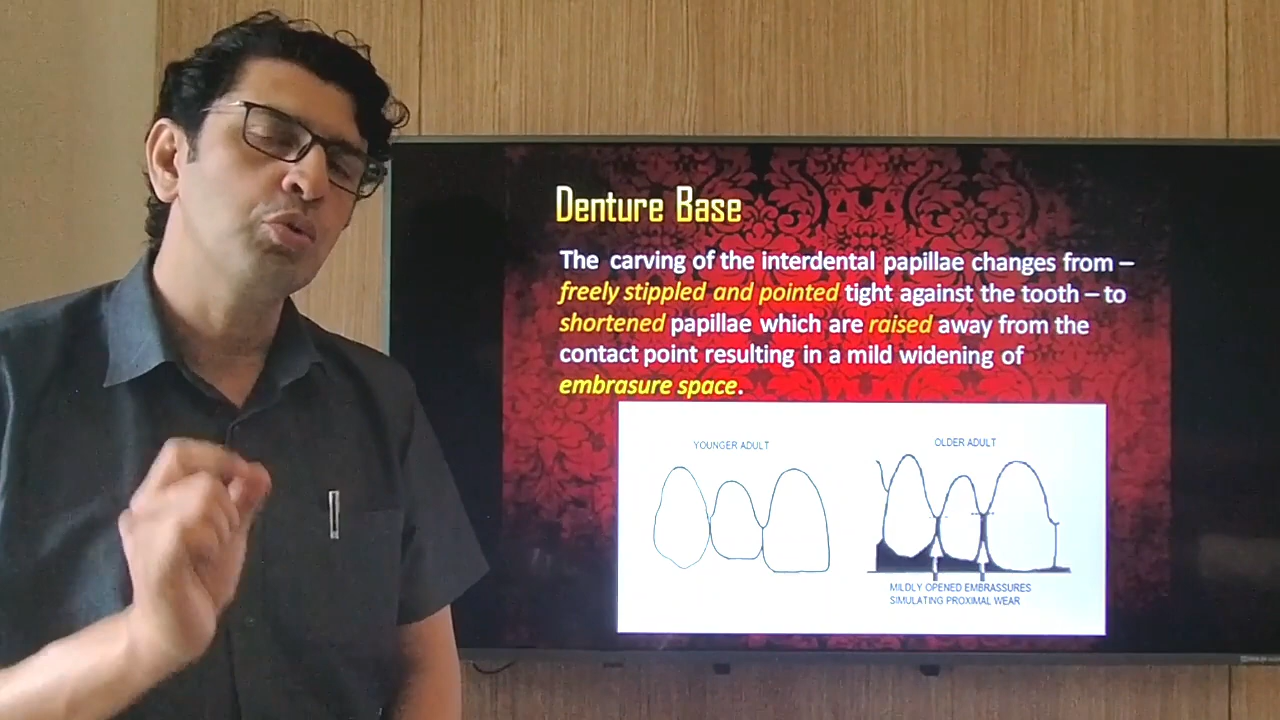 Denture Base
The carving of the interdental papillae changes from –
freely stippled and pointed tight against the tooth – to
shortened papillae which are raised away from the
contact point resulting in a mild widening of
embrasure space.
YOUNGER ADULT
OLDER ADULT
MILDLY OPENED EMBRASSURES
SIMULATING PROXIMAL WEAR